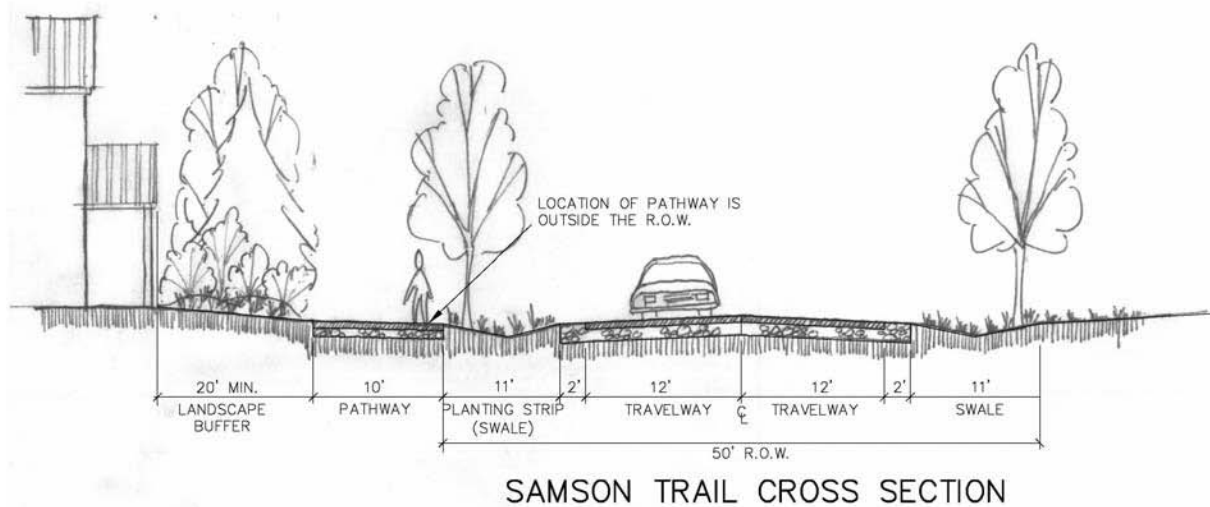 LOCATION OF PATHWAY IS
OUTSIDE THE R.O.W.
20' MIN.
LANDSCAPE
BUFFER
10'
PATHWAY
11'
PLANTING STRIP
(SWALE)
2'
12'
TRAVELWAY
℄
12'
TRAVELWAY
2'
11'
SWALE
50' R.O.W.
SAMSON TRAIL CROSS SECTION